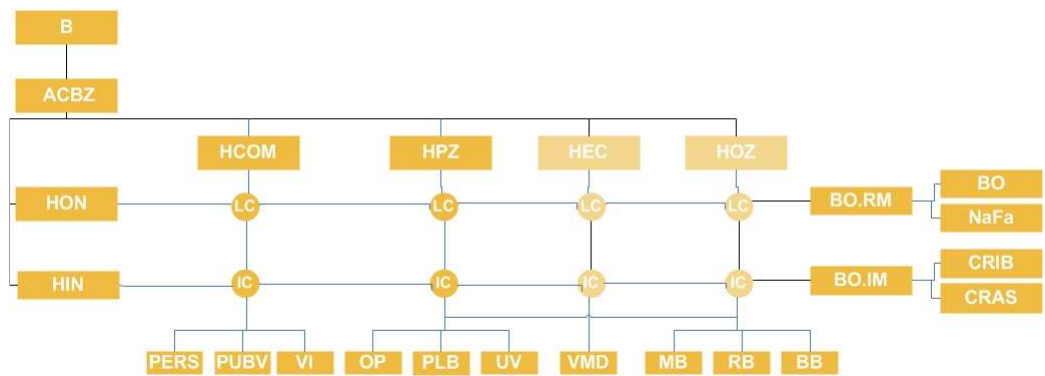 B
ACBZ
HCOM HPZ HEC HOZ
HON LC LC LC LC BO.RM BO
NaFa
HIN IC IC IC IC BO.IM CRIB
CRAS
PERS PUBV VI OP PLB UV VMD MB RB BB